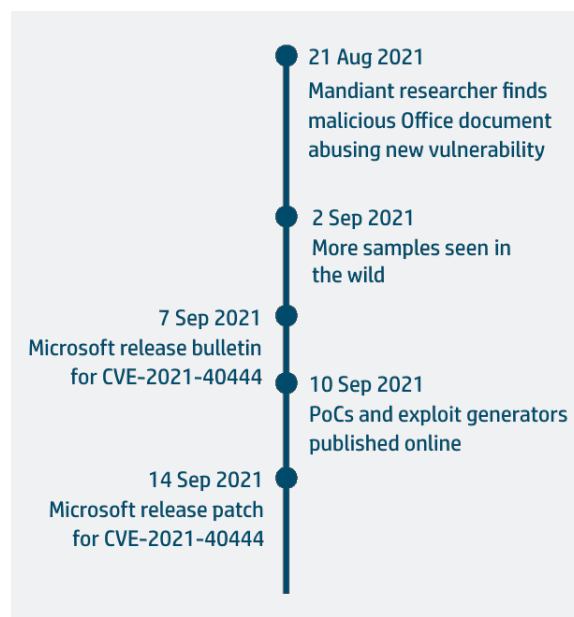 21 Aug 2021
Mandiant researcher finds
malicious Office document
abusing new vulnerability
2 Sep 2021
More samples seen in
the wild
7 Sep 2021
Microsoft release bulletin
for CVE-2021-40444
10 Sep 2021
PoCs and exploit generators
published online
14 Sep 2021
Microsoft release patch
for CVE-2021-40444